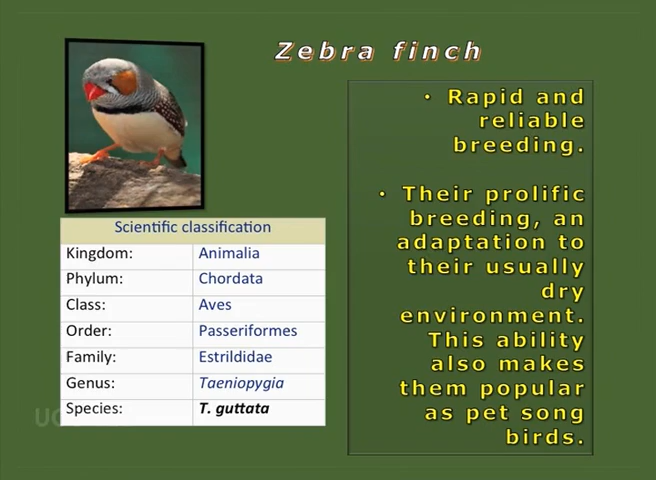 Zebra finch
Scientific classification
Kingdom: Animalia
Phylum: Chordata
Class: Aves
Order: Passeriformes
Family: Estrildidae
Genus: Taeniopygia
Species: T. guttata
• Rapid and
reliable
breeding.
• Their prolific
breeding, an
adaptation to
their usually
dry
environment.
This ability
also makes
them popular
as pet song
birds.